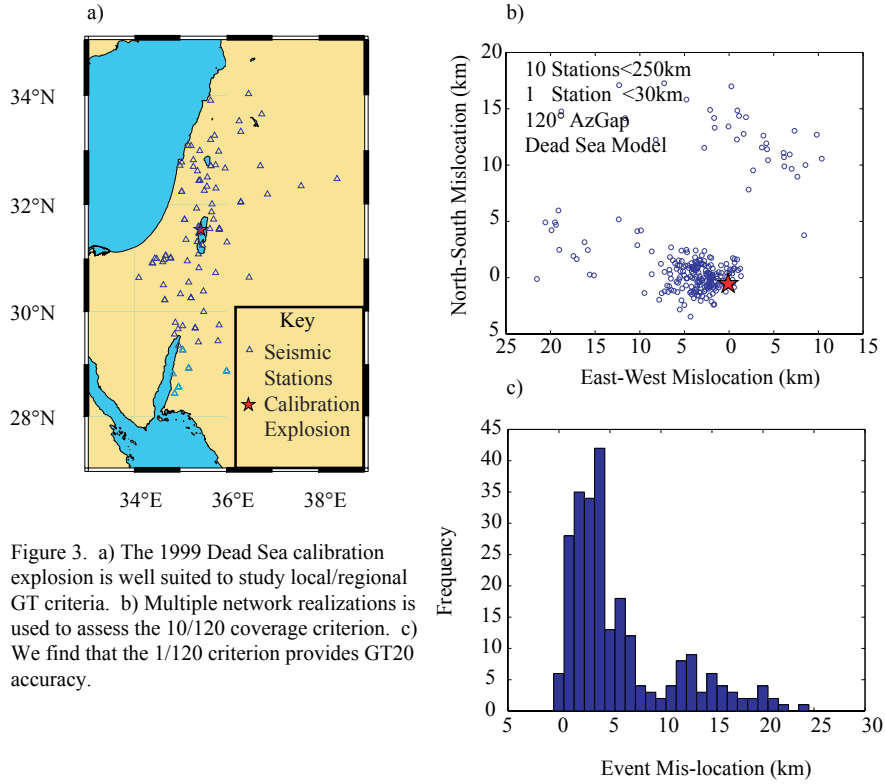 a)
34°N
32°N
30°N
28°N
34°E
36°E
38°E
Key
Seismic
Stations
Calibration
Explosion
b)
20
15
10
5
0
5
North-South Mislocation (km)
10 Stations<250km
1 Station <30km
120° AzGap
Dead Sea Model
25
20
15
10
5
0
5
10
15
East-West Mislocation (km)
c)
45
40
35
30
25
20
15
10
5
0
Frequency
5
0
5
10
15
20
25
30
Event Mis-location (km)
Figure 3. a) The 1999 Dead Sea calibration
explosion is well suited to study local/regional
GT criteria. b) Multiple network realizations is
used to assess the 10/120 coverage criterion. c)
We find that the 1/120 criterion provides GT20
accuracy.